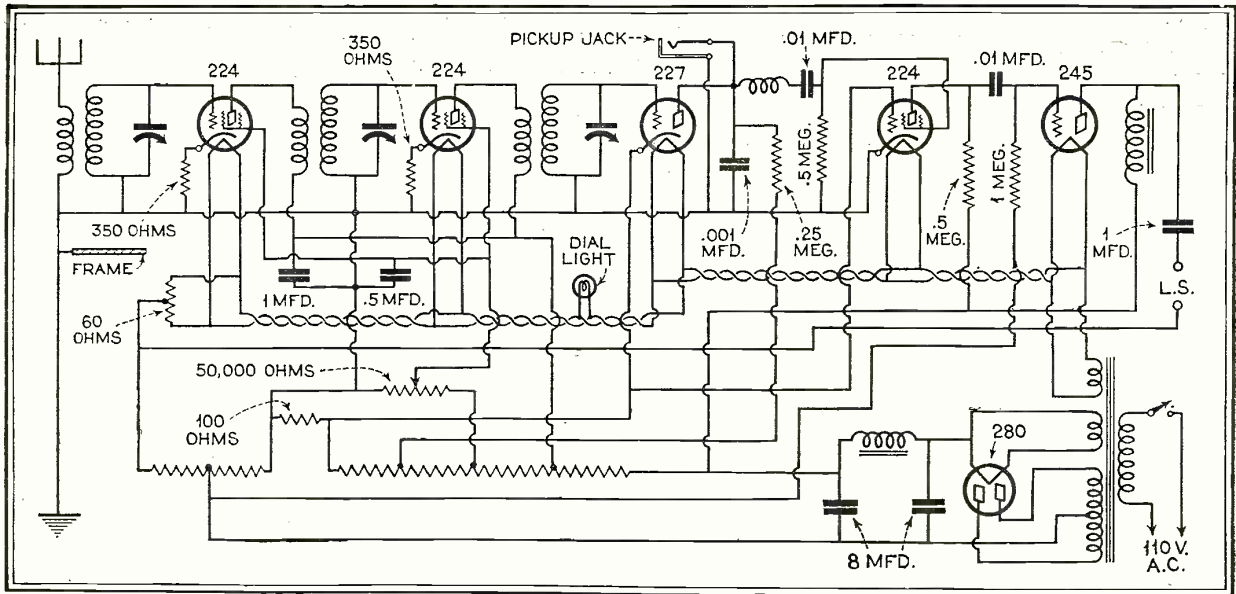 PICKUP JACK
350
OHMS
.01 MFD.
.01 MFD.
224
224
227
224
245
350 OHMS
.001
MFD.
.25
MEG.
.5 MEG.
.5
MEG.
1 MEG.
1
MFD.
FRAME
1 MFD.
.5 MFD.
DIAL
LIGHT
L.S.
60
OHMS
50,000 OHMS
100
OHMS
280
8 MFD.
110 V.
A.C.